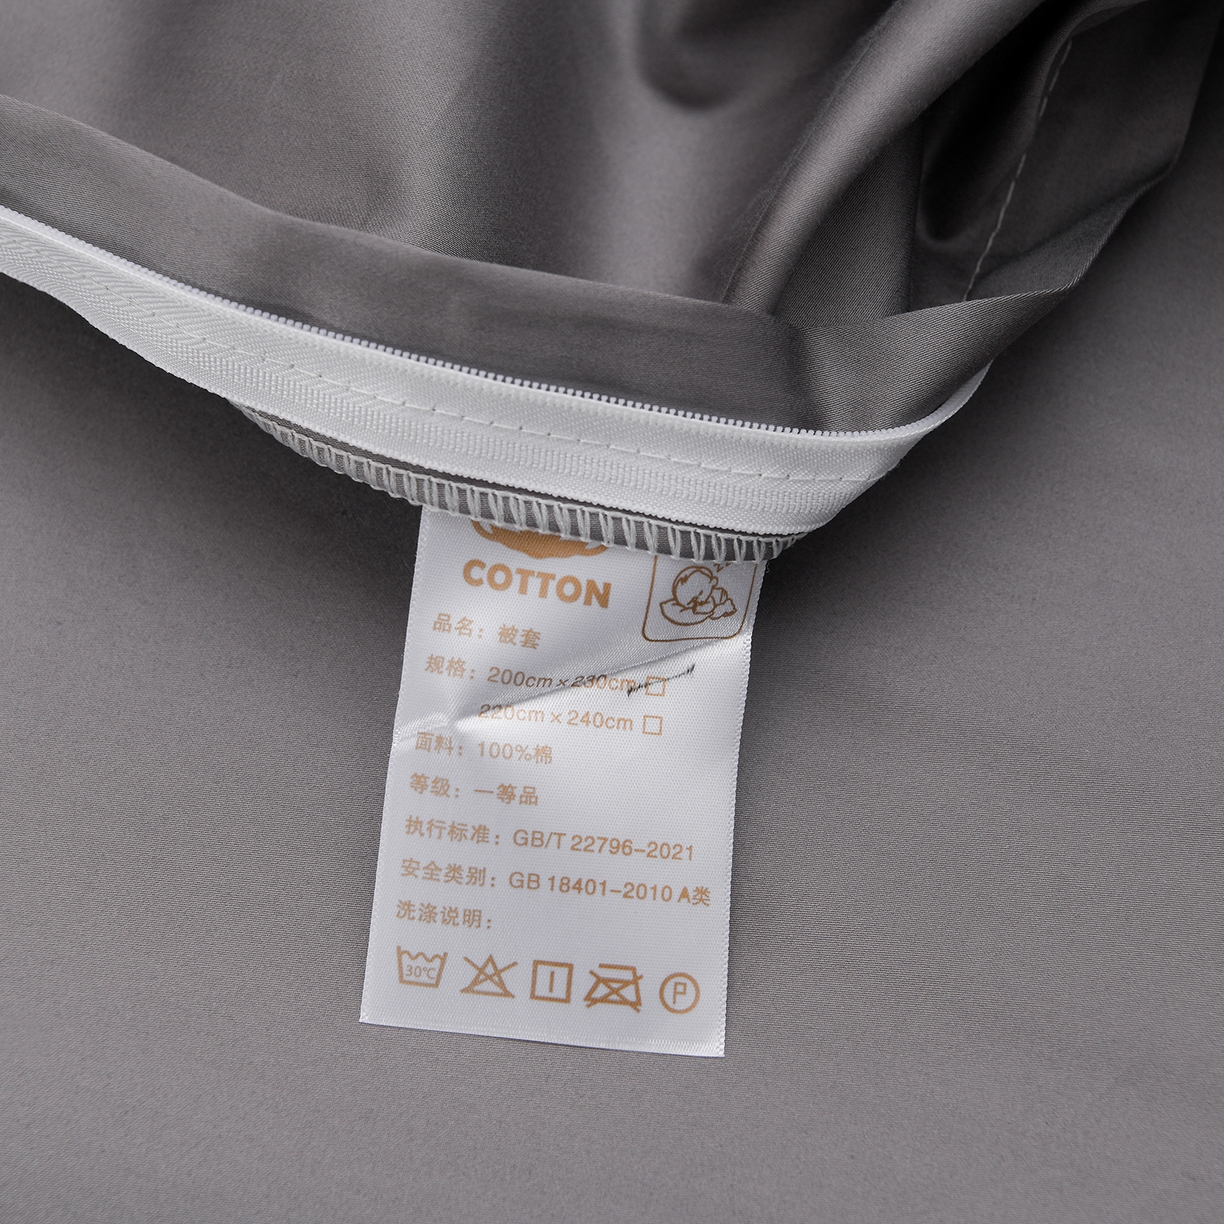 COTTON
品名：被套
规格：200cm×230cm
220cm×240cm
面料：100%棉
等级：一等品
执行标准：GB/T 22796-2021
安全类别：GB 18401-2010 A类
洗涤说明：
30℃
P